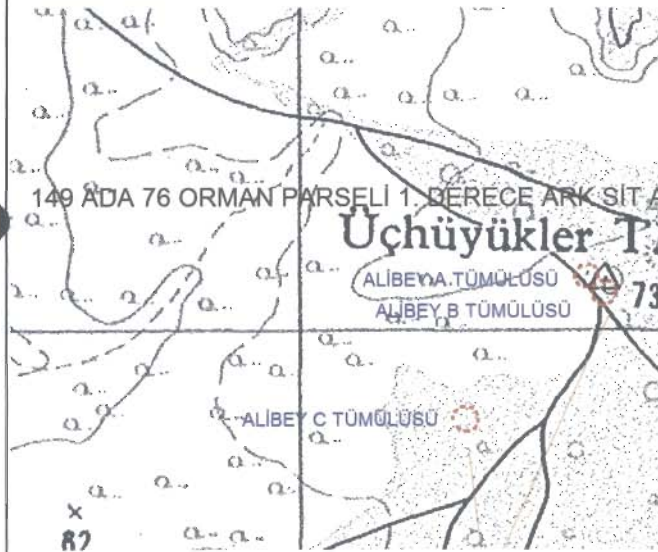 149 ADA 76 ORMAN PARSELİ 1. DERECE ARK SİT
Üçhüyükler T.
ALİBEY A TÜMÜLÜSÜ
73
ALİBEY B TÜMÜLÜSÜ
ALİBEY C TÜMÜLÜSÜ
82